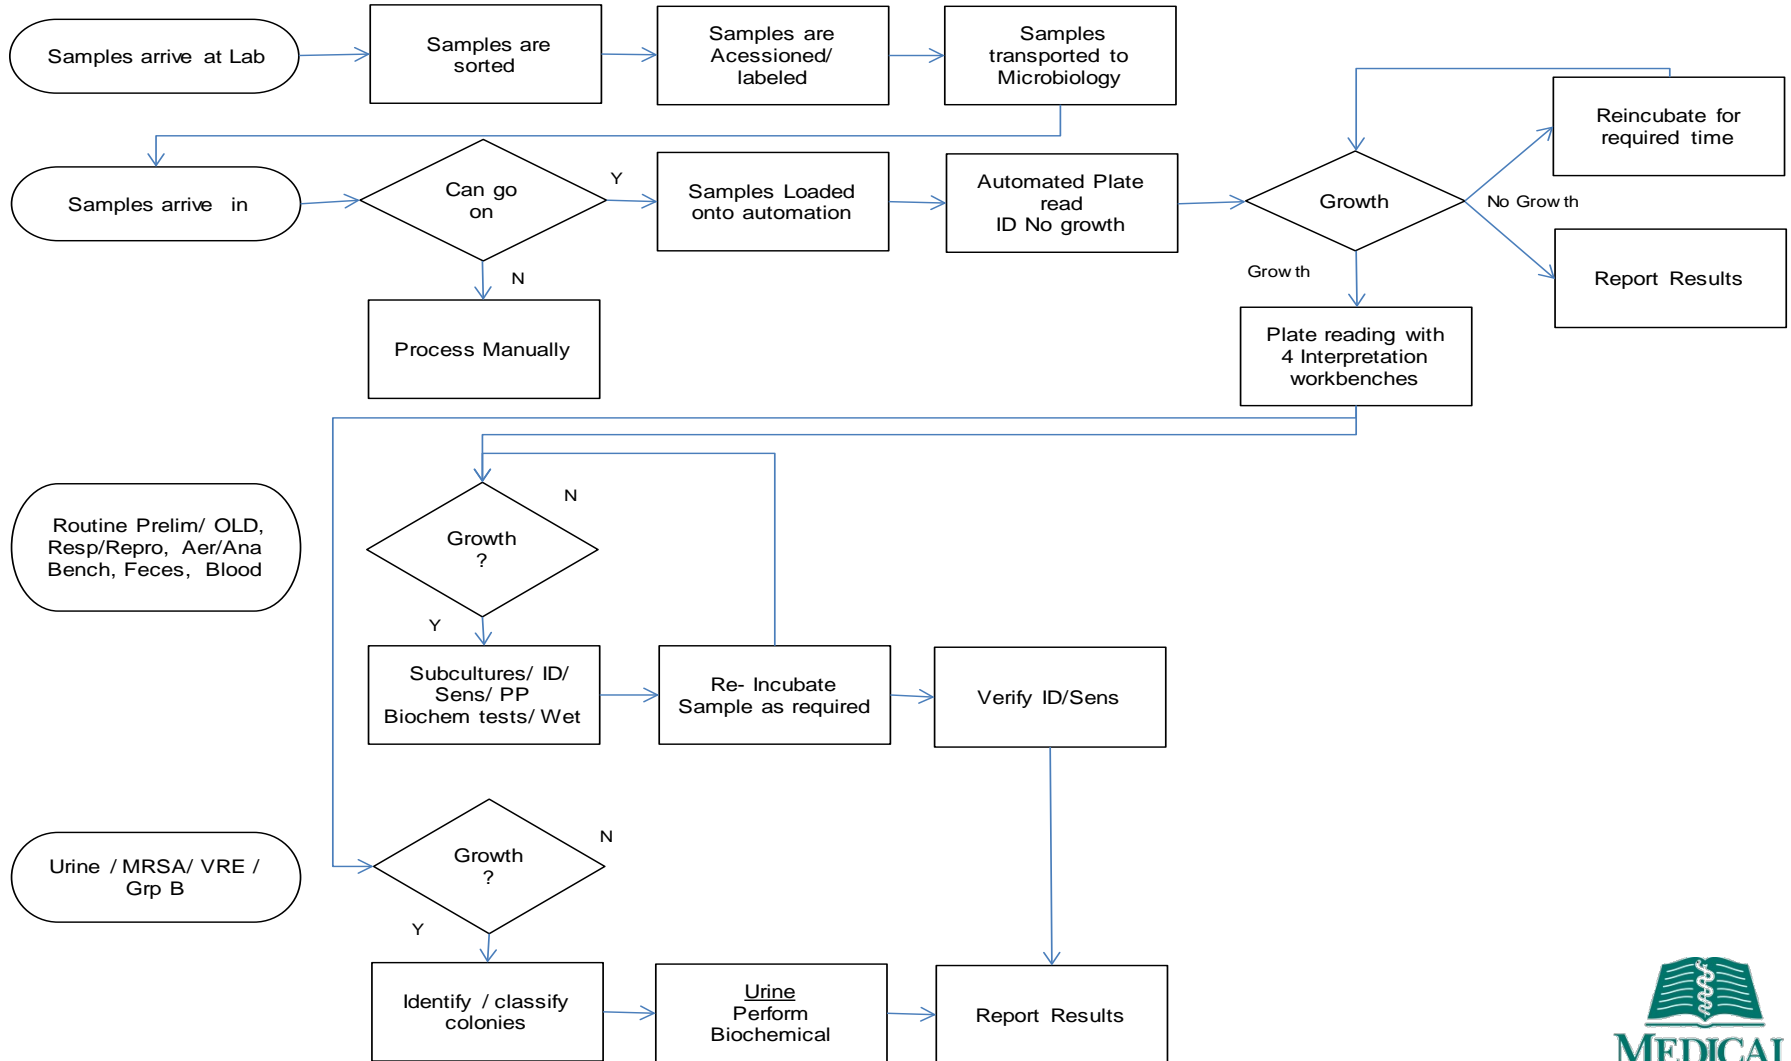 Samples arrive at Lab
Samples are
sorted
Samples are
Acessioned/
labeled
Samples
transported to
Microbiology
Reincubate for
required time
Samples arrive in
Can go
on
Y
N
Samples Loaded
onto automation
Automated Plate
read
ID No growth
Growth
No Growth
Growth
Report Results
Process Manually
Plate reading with
4 Interpretation
workbenches
Routine Prelim/ OLD,
Resp/Repro, Aer/Ana
Bench, Feces, Blood
Growth
?
N
Y
Subcultures/ ID/
Sens/ PP
Biochem tests/ Wet
Re- Incubate
Sample as required
Verify ID/Sens
Urine / MRSA/ VRE /
Grp B
Growth
?
N
Y
Identify / classify
colonies
Urine
Perform
Biochemical
Report Results
MEDICAL